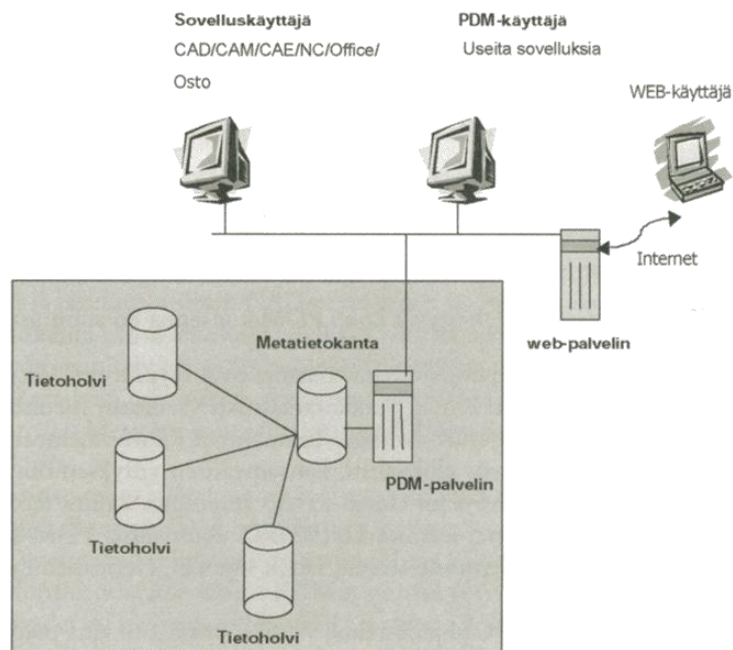 Sovelluskäyttäjä
CAD/CAM/CAE/NC/Office/
Osto
PDM-käyttäjä
Useita sovelluksia
WEB-käyttäjä
Internet
web-palvelin
Metatietokanta
Tietoholvi
PDM-palvelin
Tietoholvi
Tietoholvi